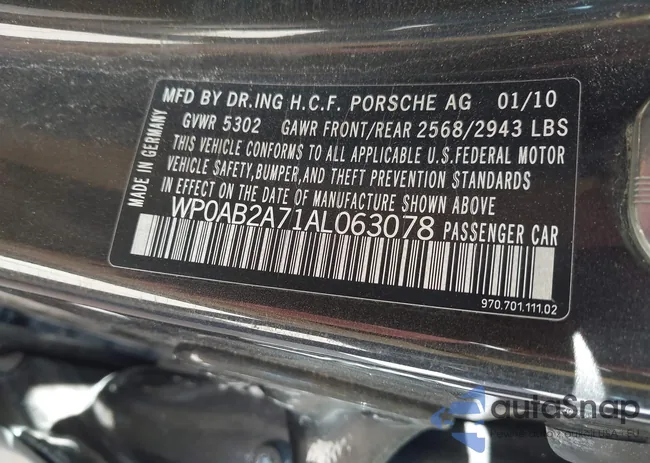 MFD BY DR.ING H.C.F. PORSCHE AG 01/10
GVWR 5302 GAWR FRONT/REAR 2568/2943 LBS
THIS VEHICLE CONFORMS TO ALL APPLICABLE U.S.FEDERAL MOTOR
VEHICLE SAFETY,BUMPER,AND THEFT PREVENTION STANDARDS
IN EFFECT ON THE DATE OF MANUFACTURE SHOWN ABOVE
MADE IN GERMANY
WP0AB2A71AL063078 PASSENGER CAR
970.701.111.02
autoSnap